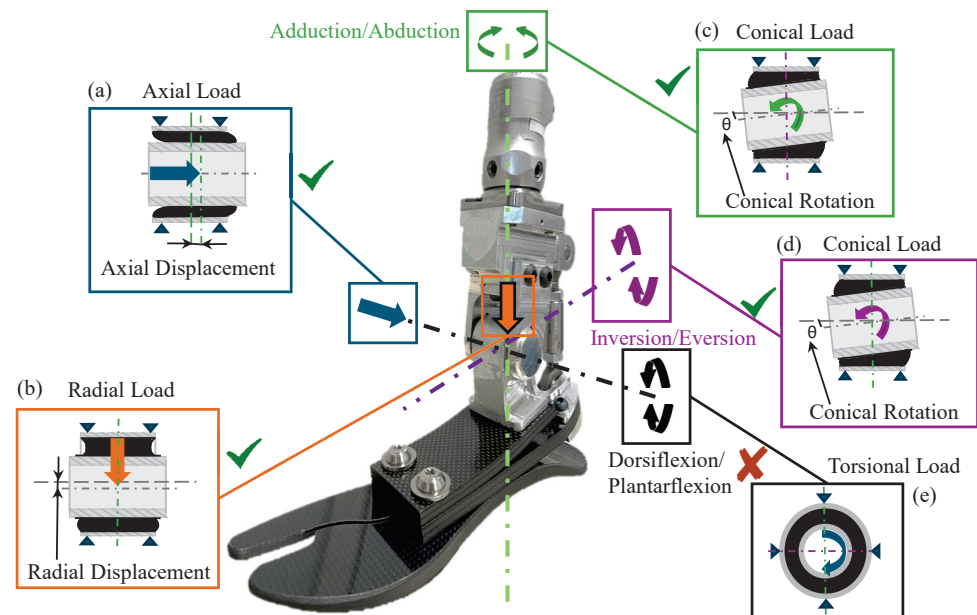 Adduction/Abduction
(a)
Axial Load
Axial Displacement
(b)
Radial Load
Radial Displacement
(c)
Conical Load
θ
Conical Rotation
(d)
Conical Load
θ
Conical Rotation
Inversion/Eversion
Dorsiflexion/
Plantarflexion
Torsional Load
(e)